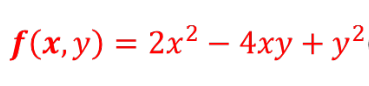 f(x, y) = 2x² − 4xy + y²